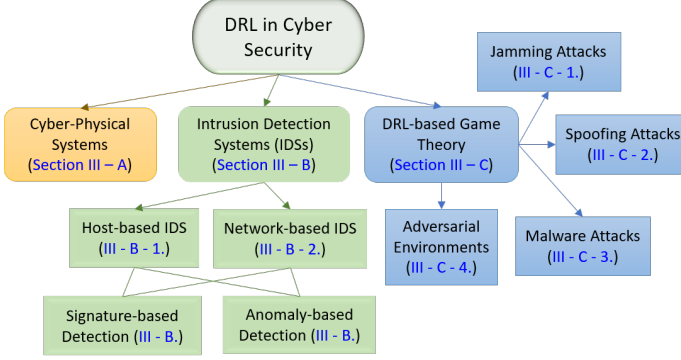 DRL in Cyber
Security
Cyber-Physical
Systems
(Section III – A)
Intrusion Detection
Systems (IDSs)
(Section III – B)
DRL-based Game
Theory
(Section III – C)
Jamming Attacks
(III - C - 1.)
Spoofing Attacks
(III - C - 2.)
Malware Attacks
(III - C - 3.)
Adversarial
Environments
(III - C - 4.)
Host-based IDS
(III - B - 1.)
Network-based IDS
(III - B - 2.)
Signature-based
Detection (III - B.)
Anomaly-based
Detection (III - B.)